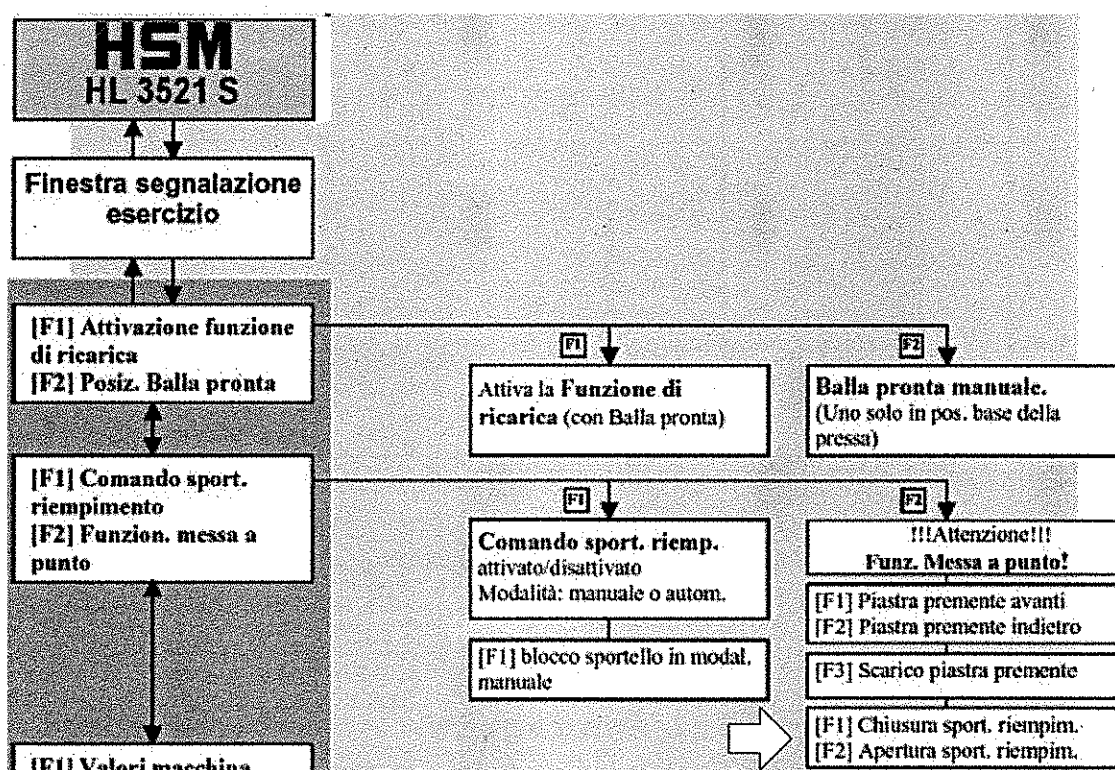 HSM
HL 3521 S
Finestra segnalazione
esercizio
[F1] Attivazione funzione
di ricarica
[F2] Posiz. Balla pronta
F1
F2
Attiva la Funzione di
ricarica (con Balla pronta)
Balla pronta manuale.
(Uno solo in pos. base della
pressa)
[F1] Comando sport.
riempimento
[F2] Funzion. messa a
punto
F1
F2
Comando sport. riemp.
attivato/disattivato
Modalità: manuale o autom.
[F1] blocco sportello in modal.
manuale
!!!Attenzione!!!
Funz. Messa a punto!
[F1] Piastra premente avanti
[F2] Piastra premente indietro
[F3] Scarico piastra premente
[F1] Chiusura sport. riempim.
[F2] Apertura sport. riempim.
[F1] Valori macchina